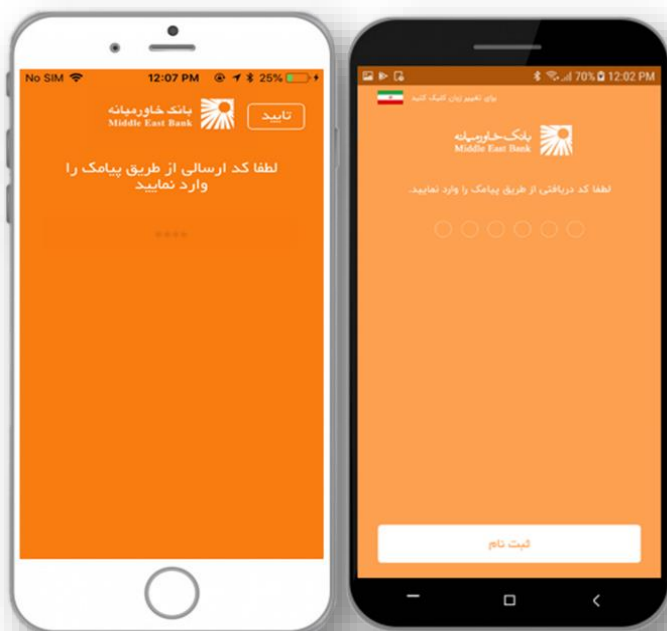 No SIM 12:07 PM 25%
بانک خاورمیانه
Middle East Bank
تایید
لطفا کد ارسالی از طریق پیامک را
وارد نمایید
70% 12:02 PM
برای تغییر زبان کلیک کنید
بانک خاورمیانه
Middle East Bank
لطفا کد دریافتی از طریق پیامک را وارد نمایید.
ثبت نام